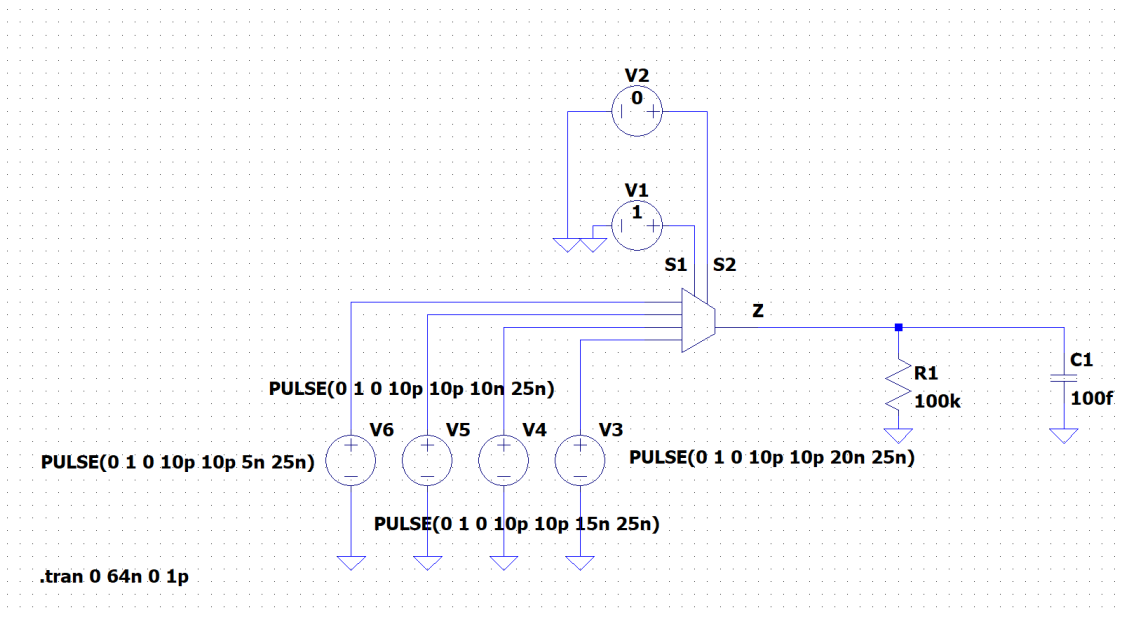 V2
0
V1
1
S1 S2
Z
C1
R1
100k
100f
PULSE(0 1 0 10p 10p 10n 25n)
V6 V5 V4 V3
PULSE(0 1 0 10p 10p 5n 25n)
PULSE(0 1 0 10p 10p 20n 25n)
PULSE(0 1 0 10p 10p 15n 25n)
.tran 0 64n 0 1p